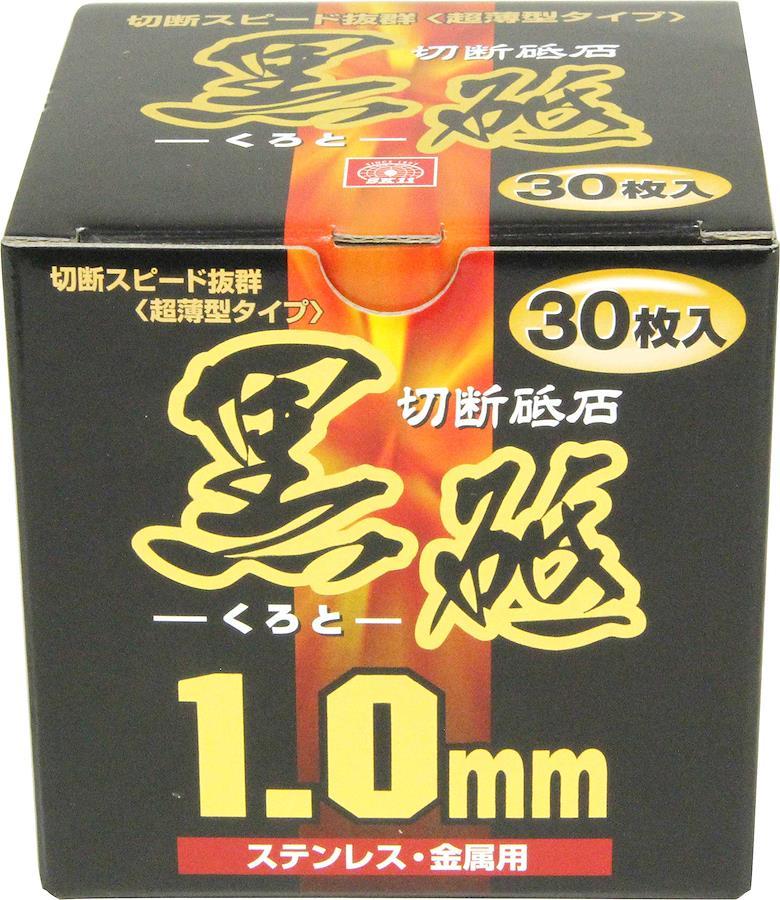 切断スピード抜群〈超薄型タイプ〉
切断砥石
黒砥
くろと
SINCE 1977
SK11
30枚入
切断スピード抜群
〈超薄型タイプ〉
30枚入
切断砥石
黒砥
くろと
1.0mm
ステンレス・金属用